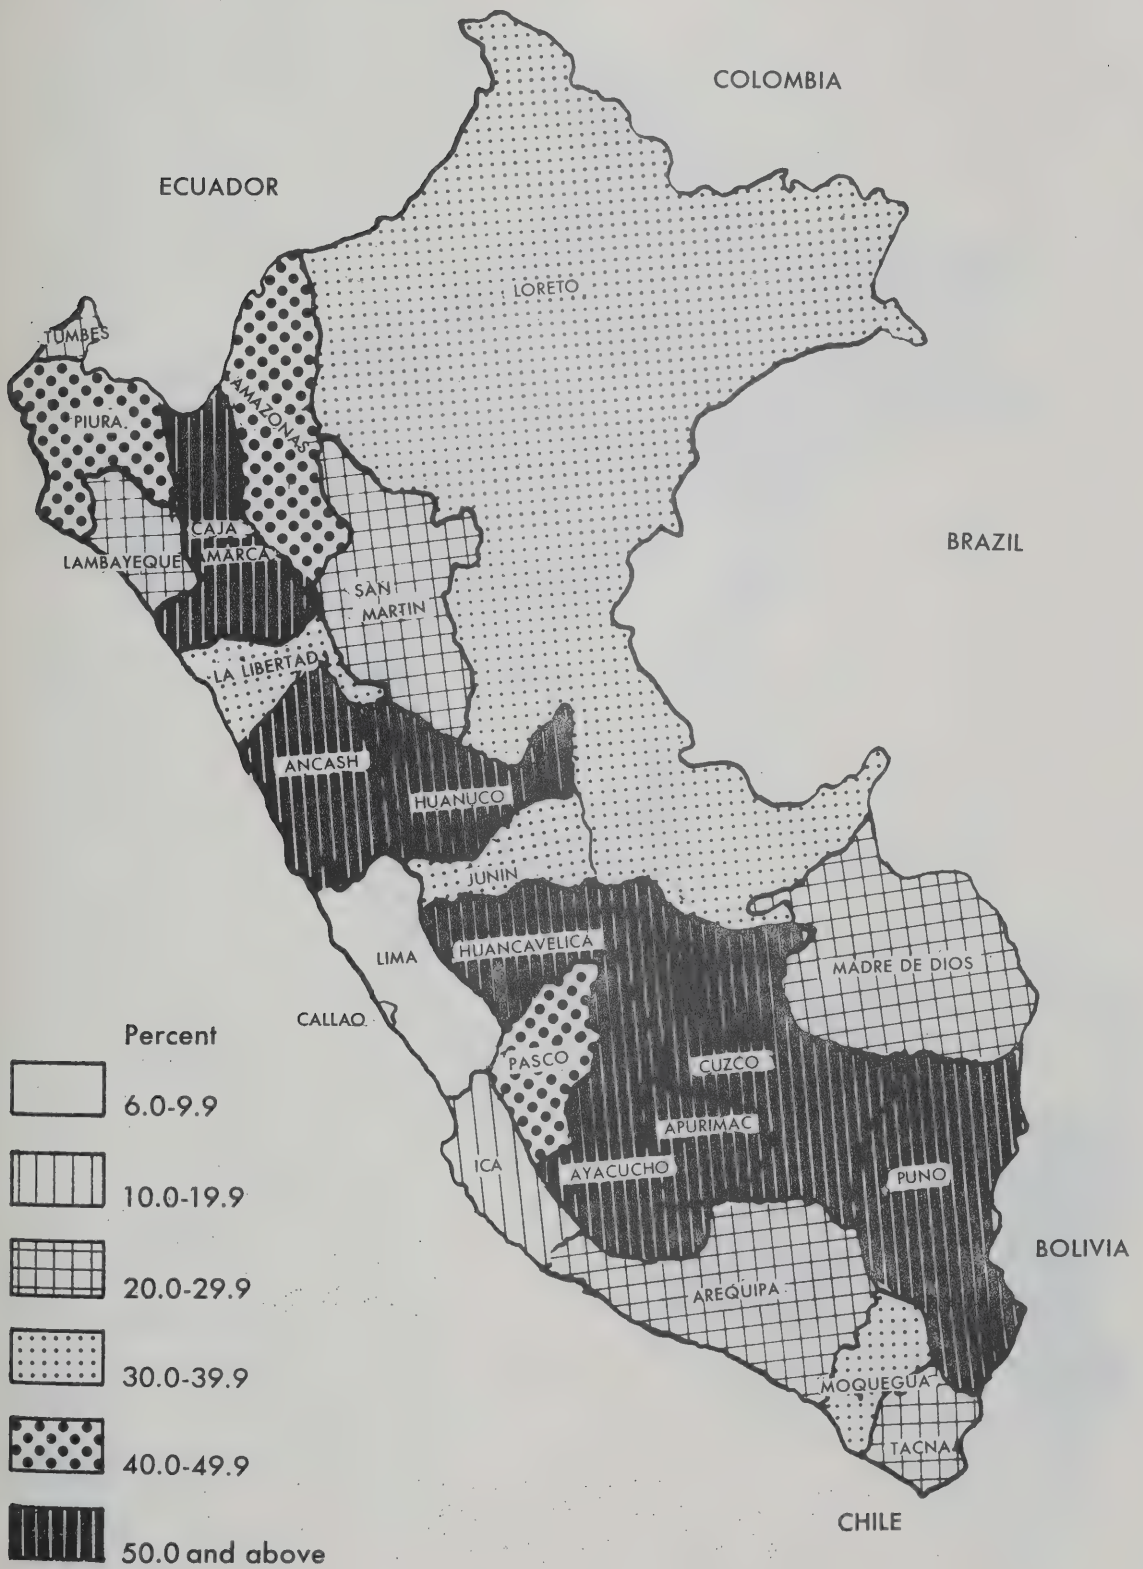 COLOMBIA
ECUADOR
LORETO
TUMBES
AMAZONAS
PIURA
BRAZIL
CAJA
AMARCA
LAMBAYEQUE
SAN
MARTIN
LA LIBERTAD
ANCASH
HUANUCO
JUNIN
HUANCAVELICA
LIMA
MADRE DE DIOS
CALLAO
PASCO
CUZCO
APURIMAC
ICA
AYACUCHO
PUNO
BOLIVIA
AREQUIPA
MOQUEGUA
TACNA
CHILE
Percent
6.0-9.9
10.0-19.9
20.0-29.9
30.0-39.9
40.0-49.9
50.0 and above